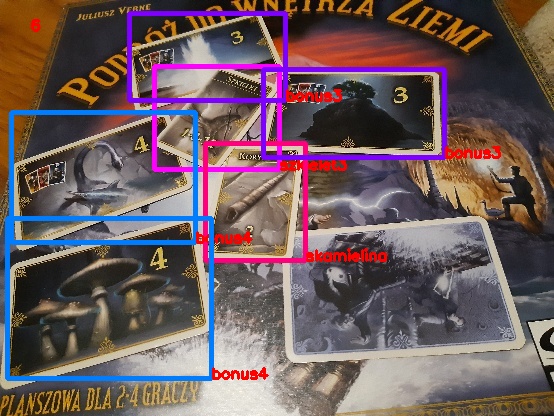 6
JULIUSZ VERNE
PODRÓŻ DO WNĘTRZA ZIEMI
3
3
bonus3
bonus3
szkielet3
4
bonus4
skamielina
4
bonus4
PLANSZOWA DLA 2-4 GRACZY